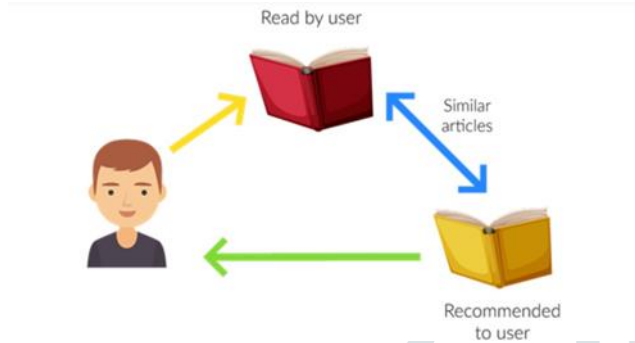 Read by user
Similar
articles
Recommended
to user